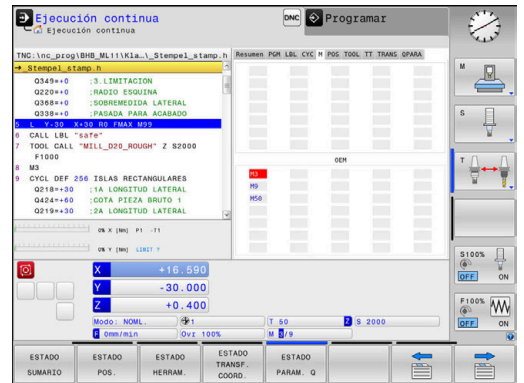 Ejecución continua
Ejecución continua
DNC
Programar
TNC:\nc_prog\BHB_ML11\Kla…\_Stempel_stamp.h
Resumen PGM LBL CYC M POS TOOL TT TRANS QPARA
→_Stempel_stamp.h
Q349=+0 ;3. LIMITACION
Q220=+0 ;RADIO ESQUINA
Q368=+0 ;SOBREMEDIDA LATERAL
Q338=+0 ;PASADA PARA ACABADO
5 L Y-30 X+30 R0 FMAX M99
6 CALL LBL "safe"
7 TOOL CALL "MILL_D20_ROUGH" Z S2000
F1000
8 M3
9 CYCL DEF 256 ISLAS RECTANGULARES
Q218=+30 ;1A LONGITUD LATERAL
Q424=+60 ;COTA PIEZA BRUTO 1
Q219=+30 ;2A LONGITUD LATERAL
OEM
M3
M9
M50
0% X [Nm] P1 -T1
0% Y [Nm] LIMIT Y
X +16.590
Y -30.000
Z +0.400
Modo: NOML. 1 T 50 Z S 2000
F 0mm/min Ovr 100% M 3/9
M
S
T
S100%
OFF ON
F100%
OFF ON
ESTADO SUMARIO
ESTADO POS.
ESTADO HERRAM.
ESTADO TRANSF. COORD.
ESTADO PARAM. Q